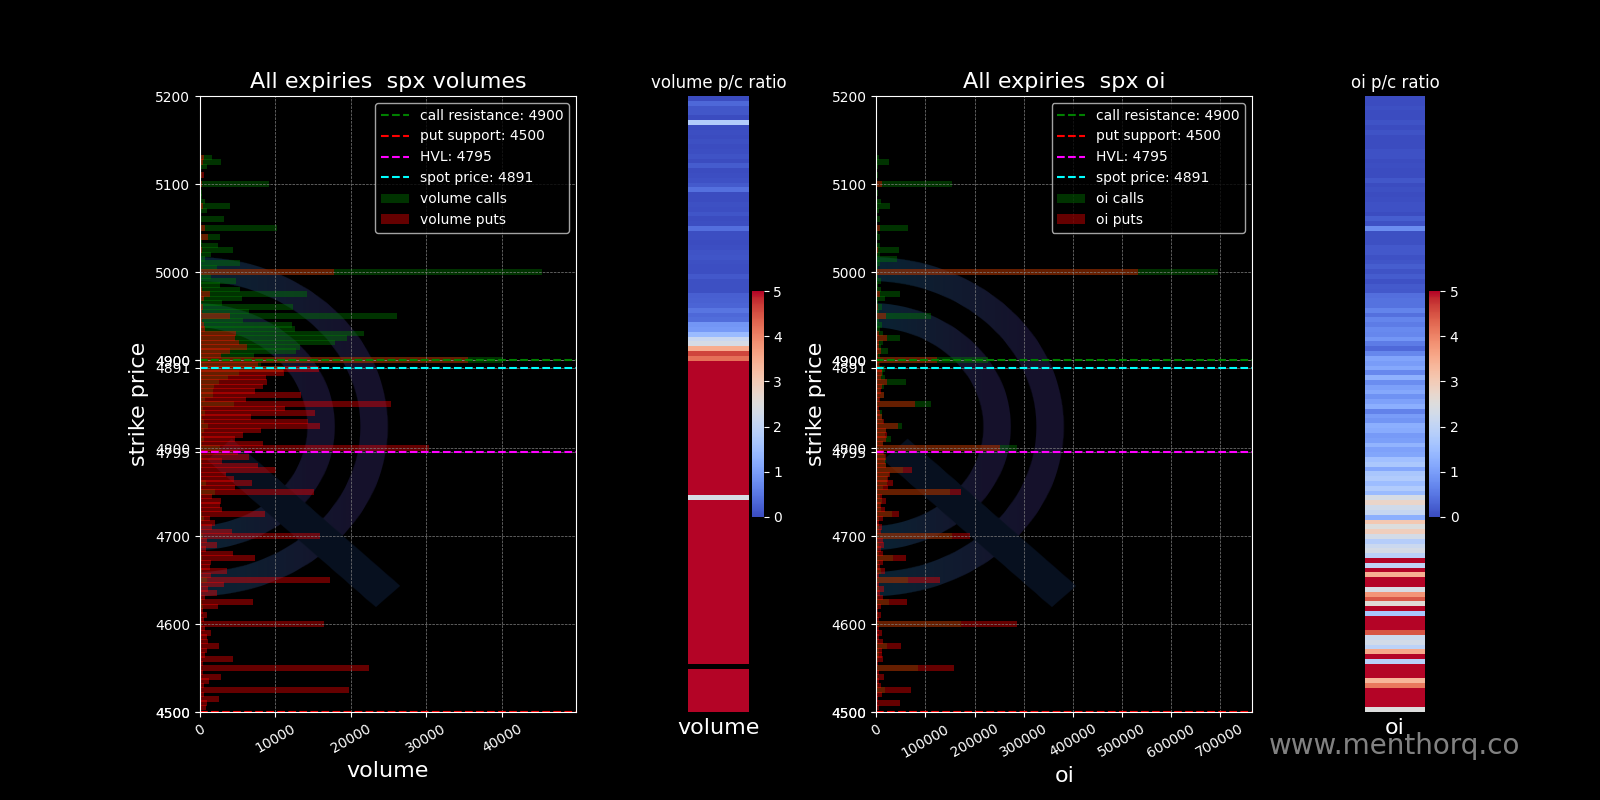 All expiries  spx volumes
5200
5100
5000
4900
4891
4800
4795
4700
4600
4500
strike price
0
10000
20000
30000
40000
volume
call resistance: 4900
put support: 4500
HVL: 4795
spot price: 4891
volume calls
volume puts
volume p/c ratio
5
4
3
2
1
0
volume
All expiries  spx oi
5200
5100
5000
4900
4891
4800
4795
4700
4600
4500
strike price
0
100000
200000
300000
400000
500000
600000
700000
oi
call resistance: 4900
put support: 4500
HVL: 4795
spot price: 4891
oi calls
oi puts
oi p/c ratio
5
4
3
2
1
0
oi
www.menthorq.co